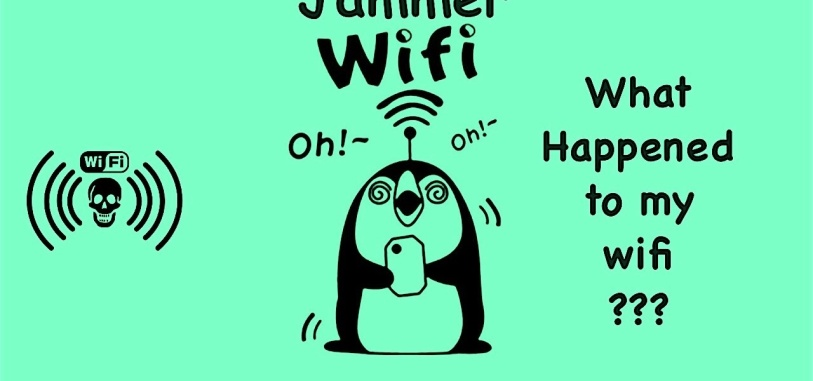 Jammer
Wifi
Oh!~
Oh!~
Wi Fi
What
Happened
to my
wifi
???